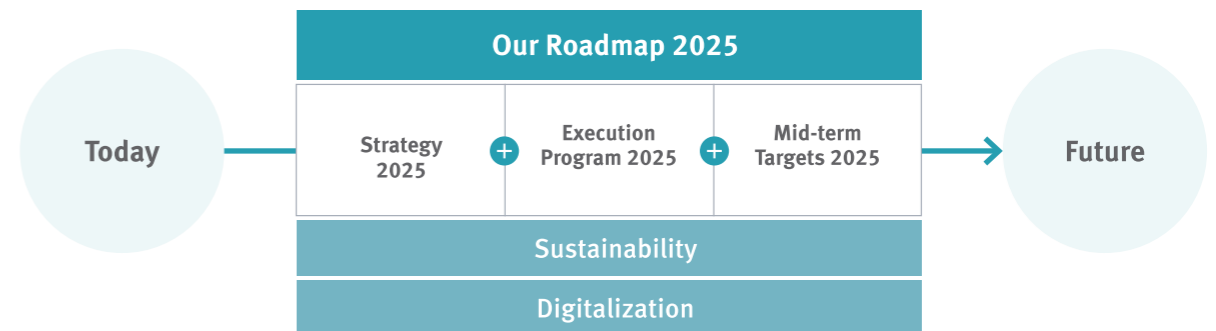 Our Roadmap 2025
Today
Strategy
2025
+
Execution
Program 2025
+
Mid-term
Targets 2025
Future
Sustainability
Digitalization